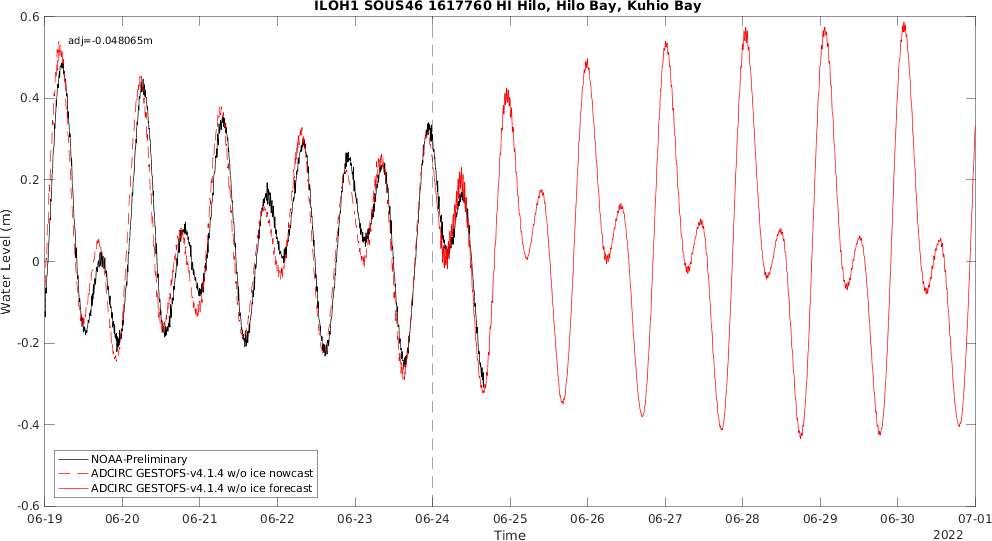 ILOH1 SOUS46 1617760 HI Hilo, Hilo Bay, Kuhio Bay
adj=-0.048065m
0.6
0.4
0.2
0
-0.2
-0.4
-0.6
Water Level (m)
NOAA-Preliminary
ADCIRC GESTOFS-v4.1.4 w/o ice nowcast
ADCIRC GESTOFS-v4.1.4 w/o ice forecast
06-19 06-20 06-21 06-22 06-23 06-24 06-25 06-26 06-27 06-28 06-29 06-30 07-01
Time
2022